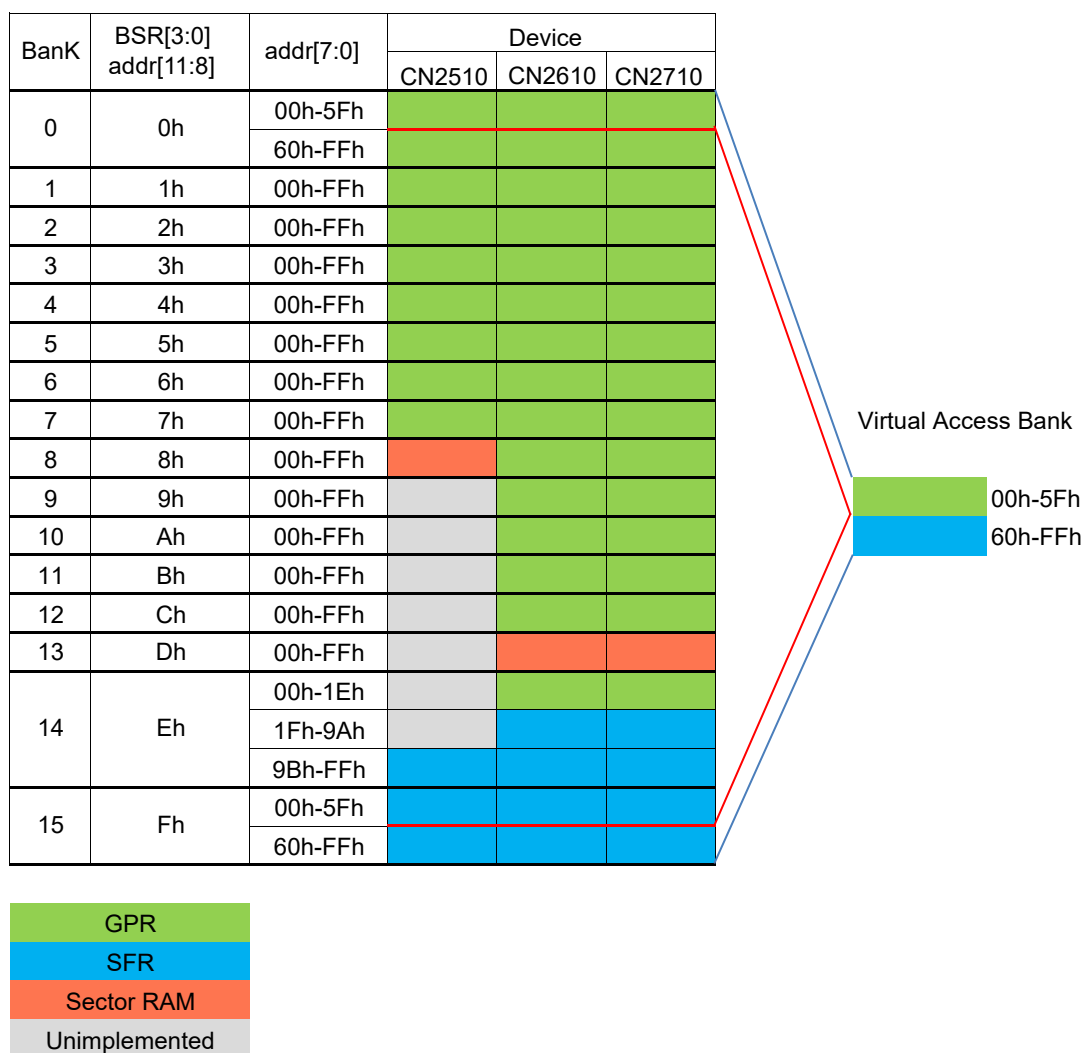 BanK BSR[3:0] addr[7:0] Device
addr[11:8]
CN2510 CN2610 CN2710
0 0h 00h-5Fh
60h-FFh
1 1h 00h-FFh
2 2h 00h-FFh
3 3h 00h-FFh
4 4h 00h-FFh
5 5h 00h-FFh
6 6h 00h-FFh
7 7h 00h-FFh
Virtual Access Bank
8 8h 00h-FFh
9 9h 00h-FFh
00h-5Fh
10 Ah 00h-FFh
60h-FFh
11 Bh 00h-FFh
12 Ch 00h-FFh
13 Dh 00h-FFh
14 Eh 00h-1Eh
1Fh-9Ah
9Bh-FFh
15 Fh 00h-5Fh
60h-FFh
GPR
SFR
Sector RAM
Unimplemented